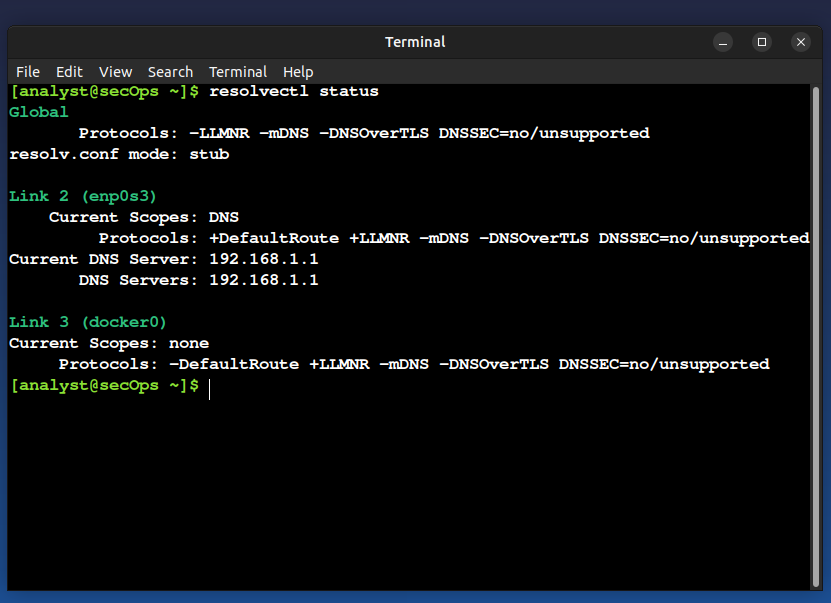 Terminal
File Edit View Search Terminal Help
[analyst@secOps ~]$ resolvectl status
Global
       Protocols: -LLMNR -mDNS -DNSOverTLS DNSSEC=no/unsupported
resolv.conf mode: stub

Link 2 (enp0s3)
    Current Scopes: DNS
         Protocols: +DefaultRoute +LLMNR -mDNS -DNSOverTLS DNSSEC=no/unsupported
Current DNS Server: 192.168.1.1
       DNS Servers: 192.168.1.1

Link 3 (docker0)
Current Scopes: none
     Protocols: -DefaultRoute +LLMNR -mDNS -DNSOverTLS DNSSEC=no/unsupported
[analyst@secOps ~]$